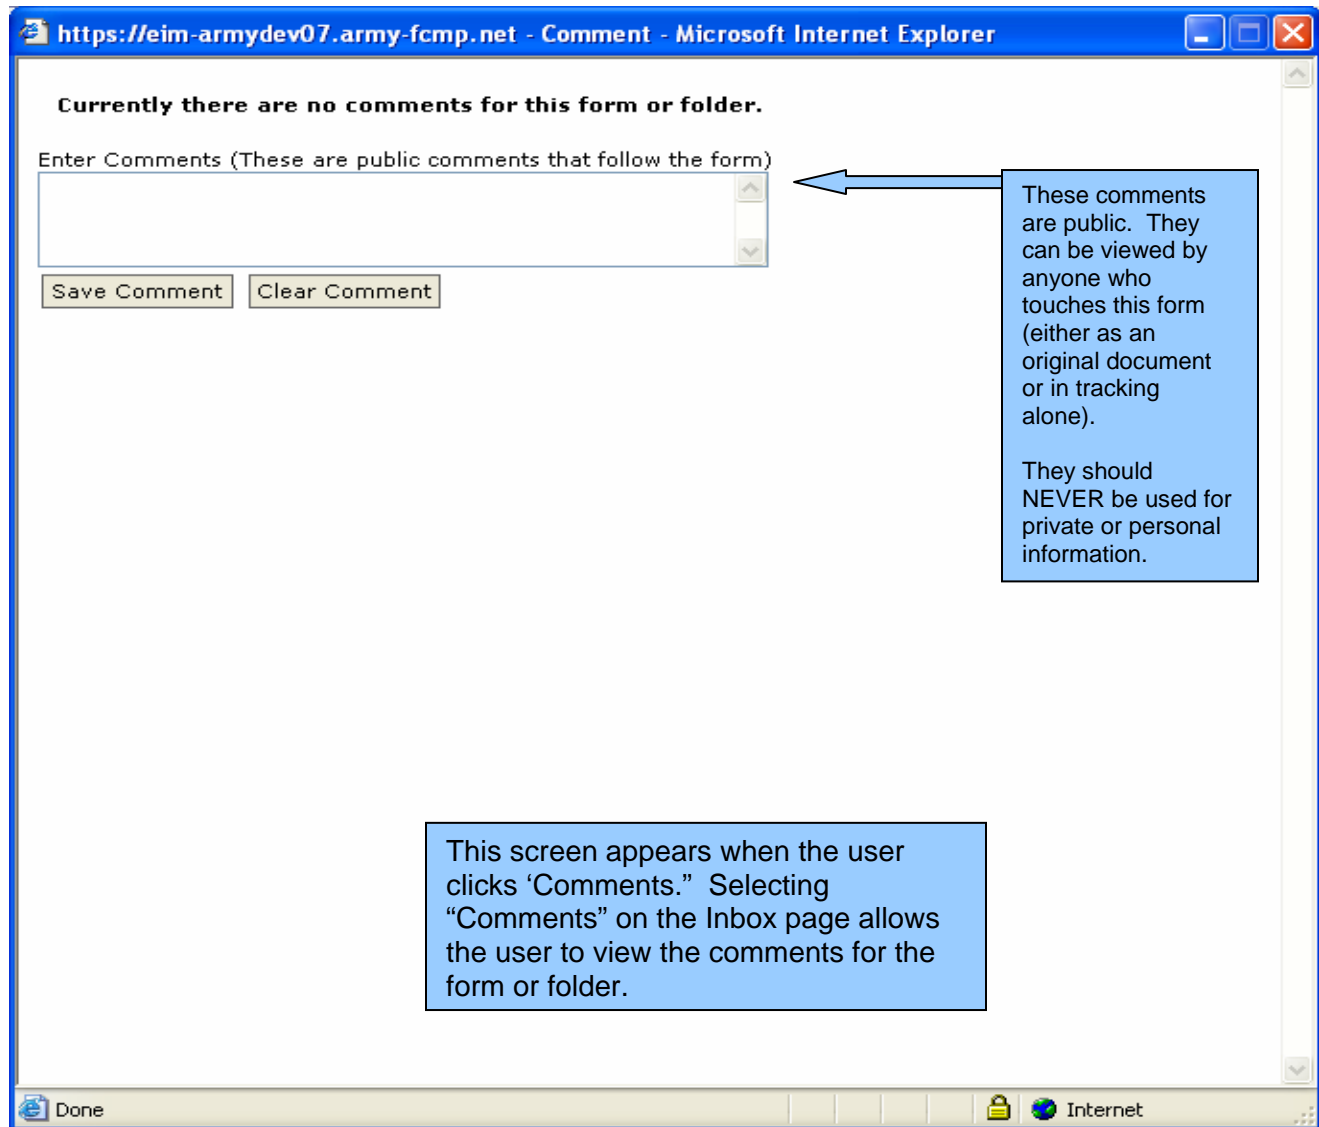 https://eim-armydev07.army-fcmp.net - Comment - Microsoft Internet Explorer
Currently there are no comments for this form or folder.
Enter Comments (These are public comments that follow the form)
Save Comment Clear Comment
These comments
are public.  They
can be viewed by
anyone who
touches this form
(either as an
original document
or in tracking
alone).
They should
NEVER be used for
private or personal
information.
This screen appears when the user
clicks ‘Comments.”  Selecting
“Comments” on the Inbox page allows
the user to view the comments for the
form or folder.
Done Internet